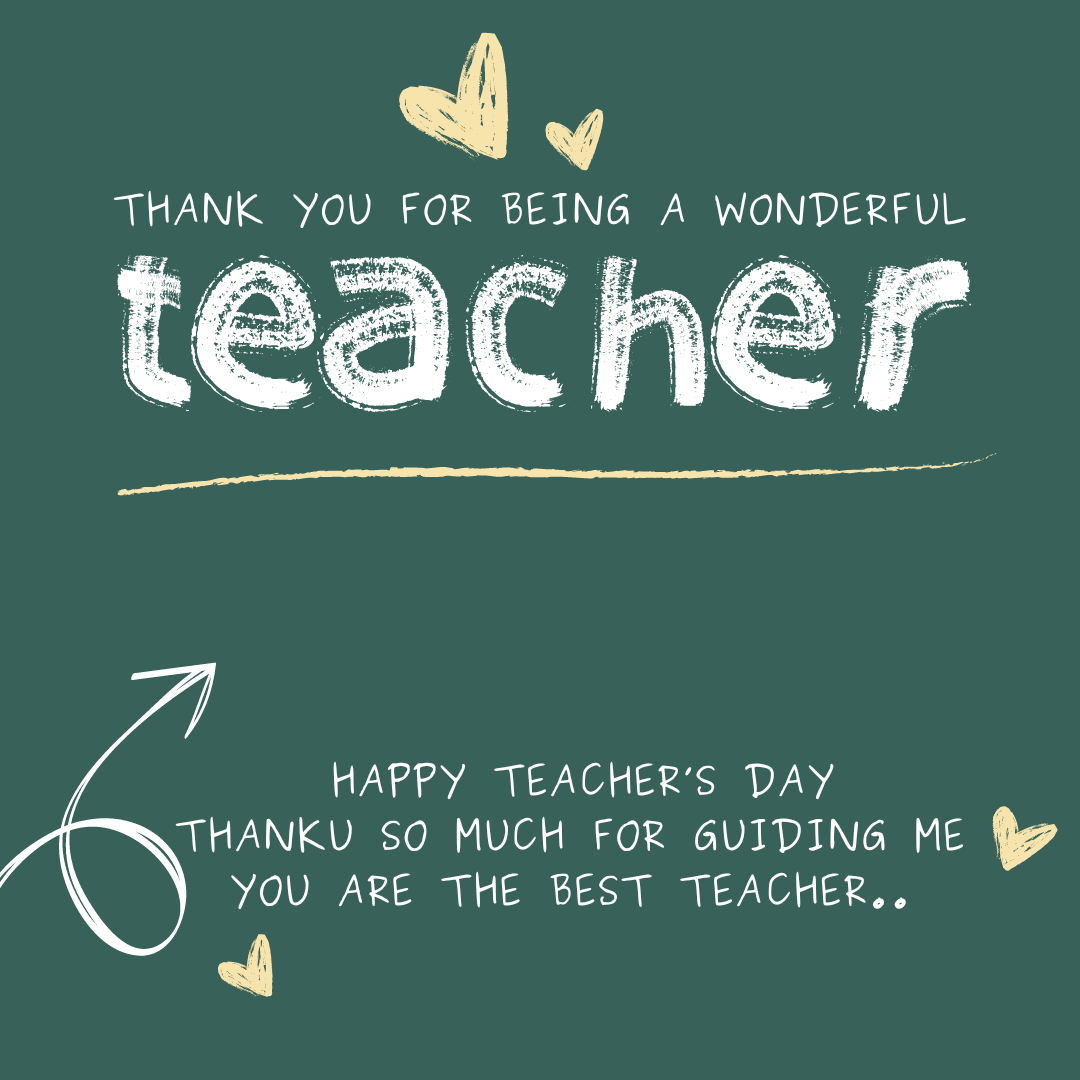 THANK YOU FOR BEING A WONDERFUL
teacher
HAPPY TEACHER'S DAY
THANKU SO MUCH FOR GUIDING ME
YOU ARE THE BEST TEACHER..